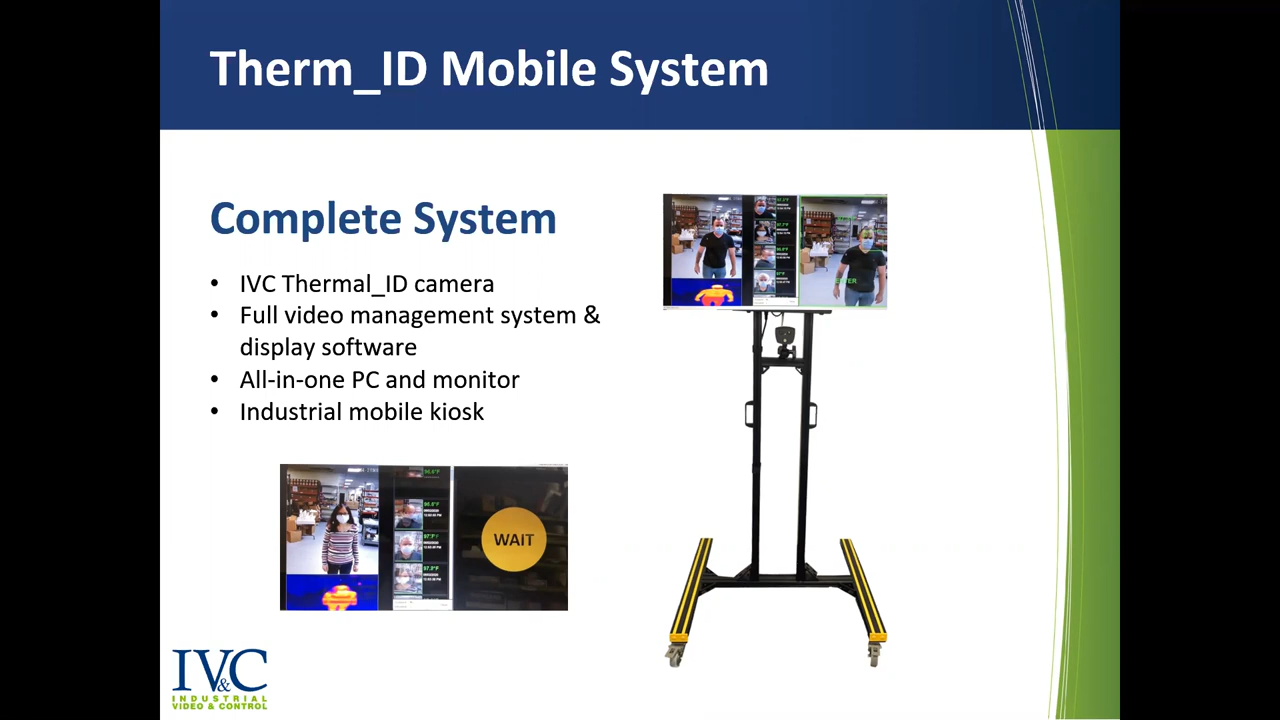 Therm_ID Mobile System
Complete System
• IVC Thermal_ID camera
• Full video management system &
display software
• All-in-one PC and monitor
• Industrial mobile kiosk
WAIT
IV&C
INDUSTRIAL
VIDEO & CONTROL